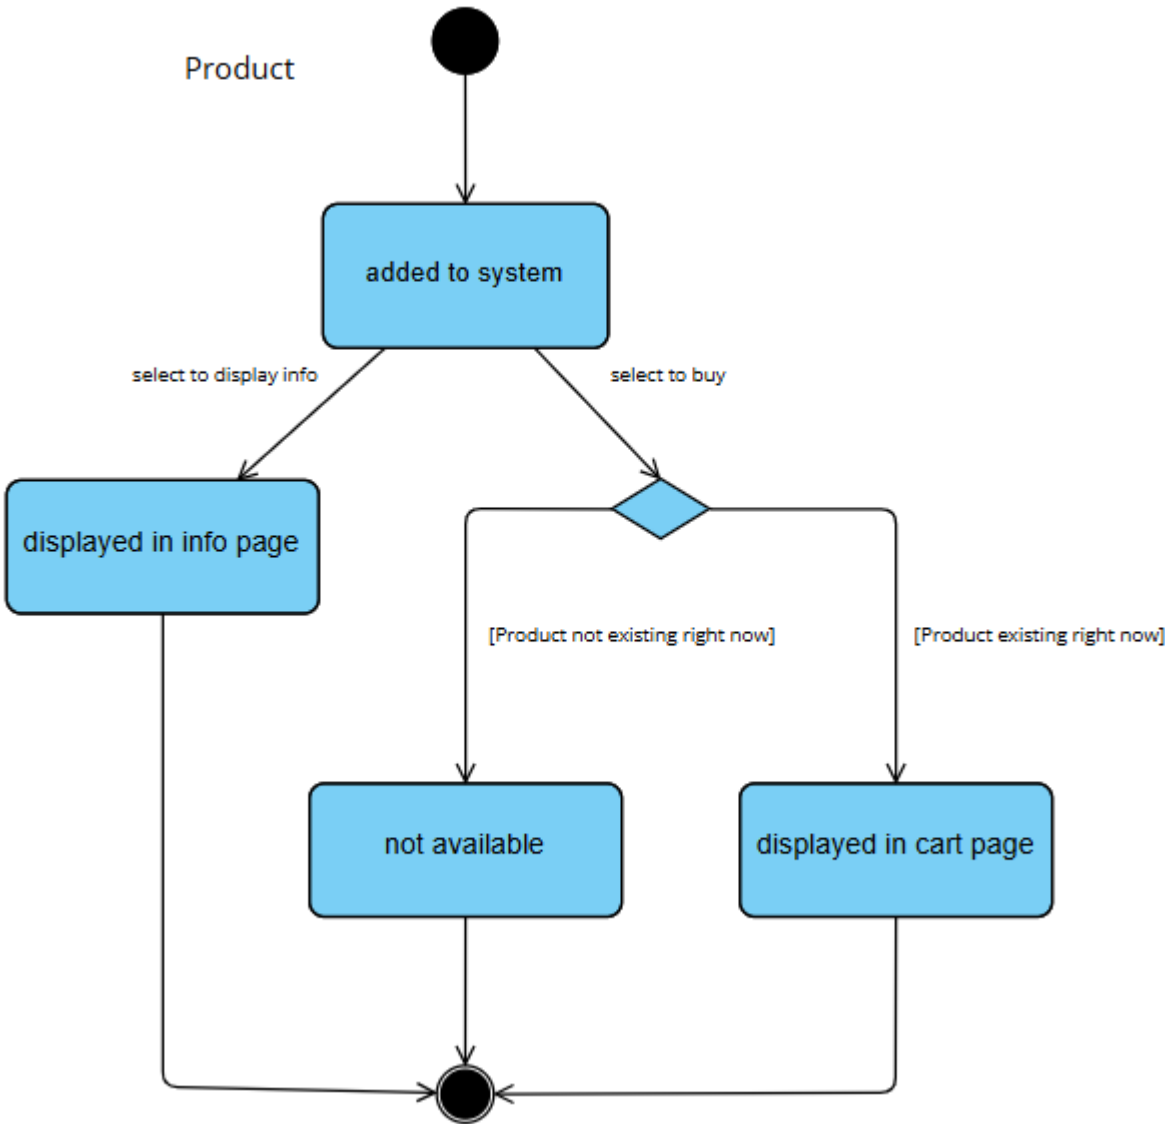 Product
added to system
select to display info
select to buy
displayed in info page
[Product not existing right now]
[Product existing right now]
not available
displayed in cart page